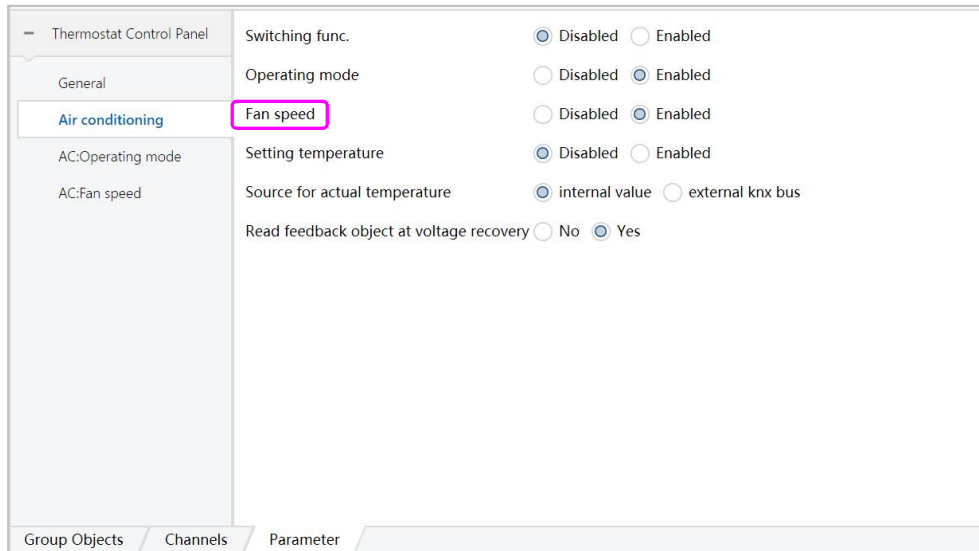 Thermostat Control Panel
General
Air conditioning
AC:Operating mode
AC:Fan speed
Switching func. Disabled Enabled
Operating mode Disabled Enabled
Fan speed Disabled Enabled
Setting temperature Disabled Enabled
Source for actual temperature internal value external knx bus
Read feedback object at voltage recovery No Yes
Group Objects Channels Parameter